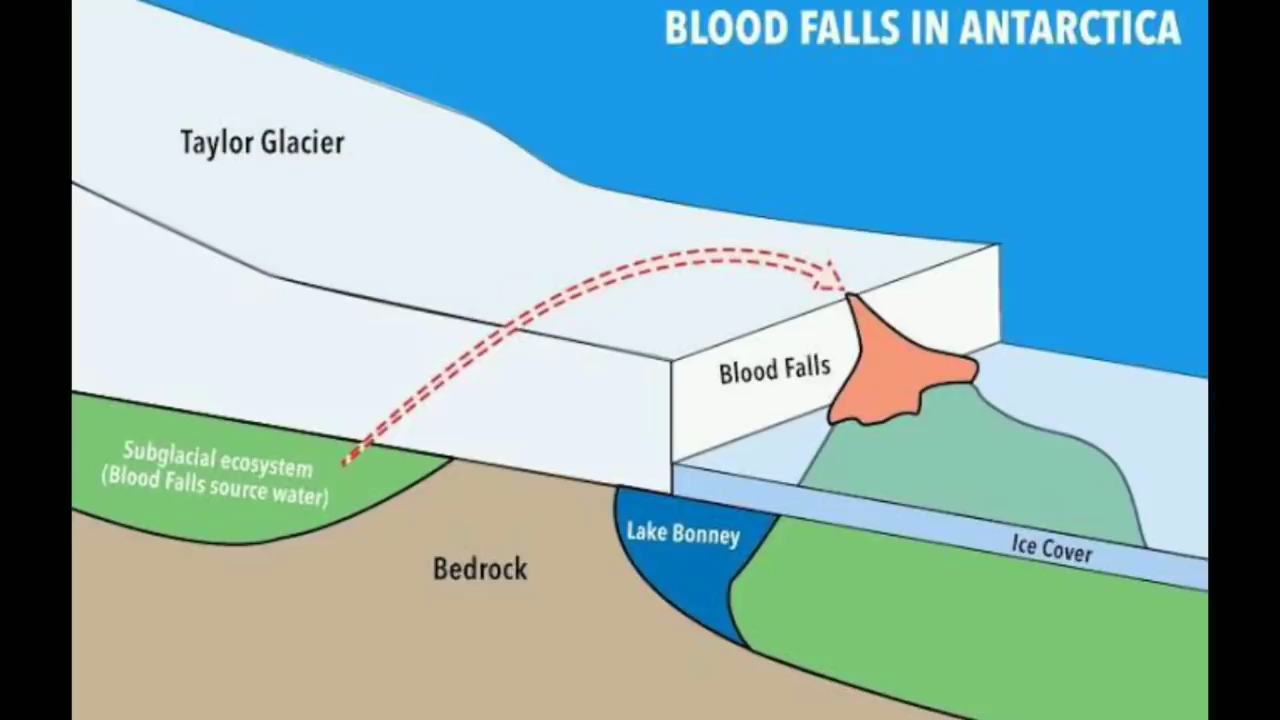 BLOOD FALLS IN ANTARCTICA
Taylor Glacier
Blood Falls
Subglacial ecosystem
(Blood Falls source water)
Lake Bonney
Ice Cover
Bedrock